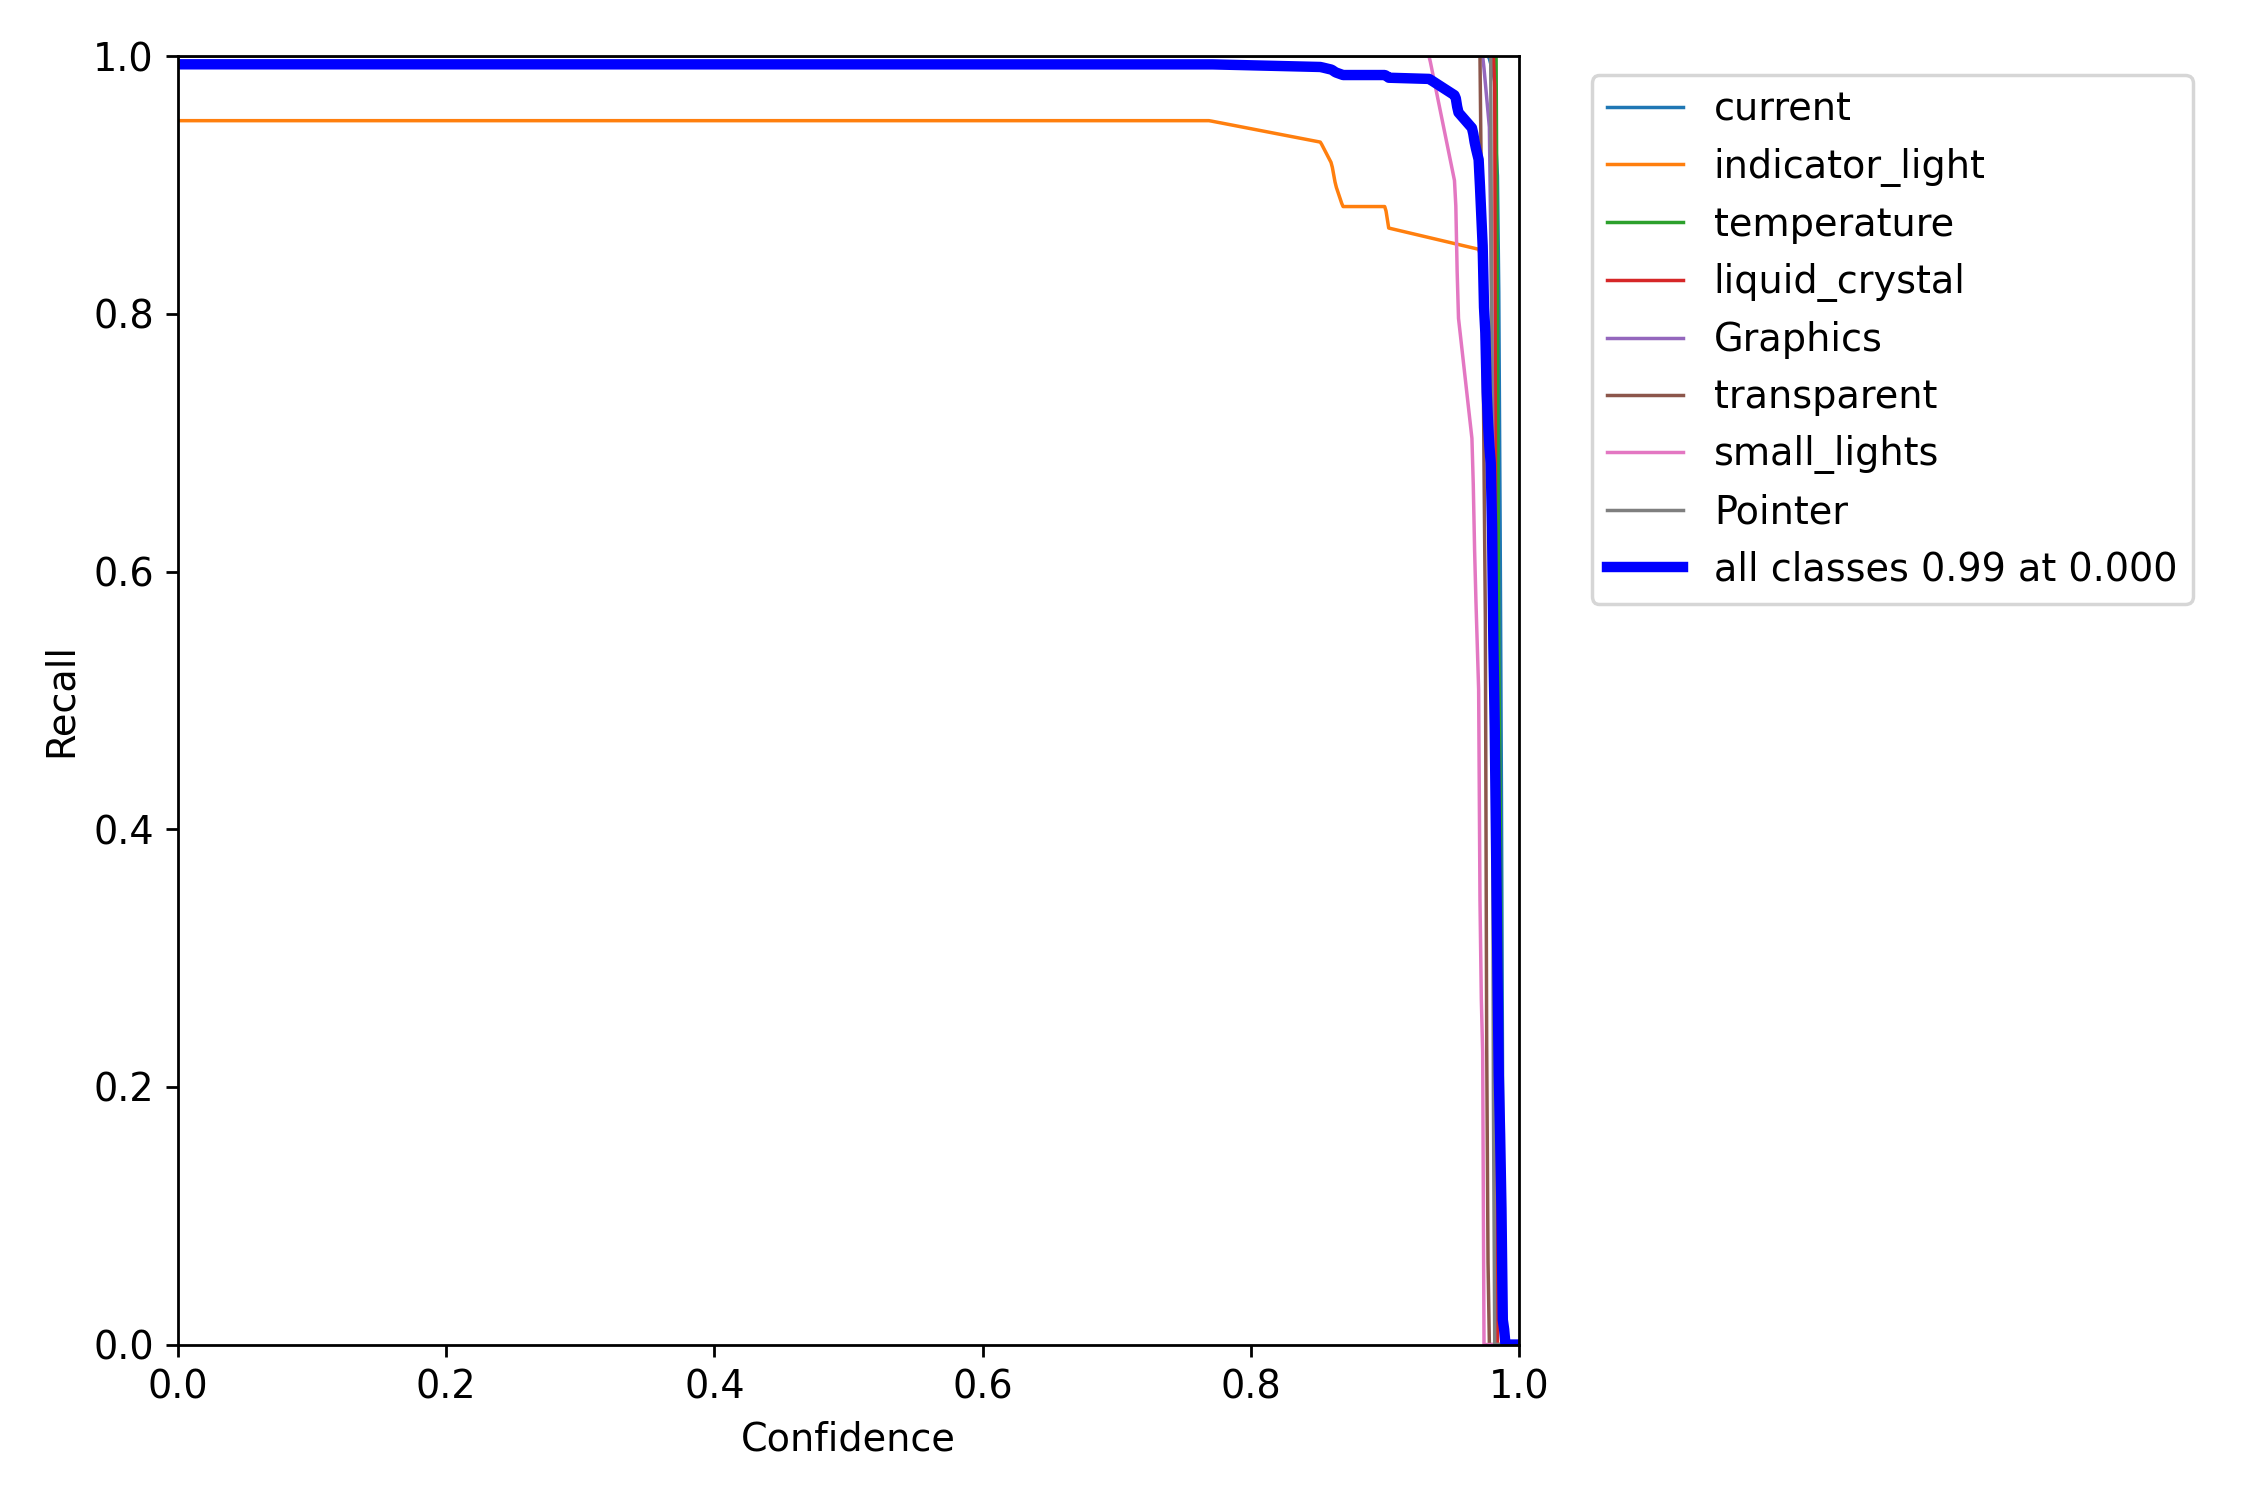 1.0
0.8
0.6
0.4
0.2
0.0
Recall
0.0 0.2 0.4 0.6 0.8 1.0
Confidence
current
indicator_light
temperature
liquid_crystal
Graphics
transparent
small_lights
Pointer
all classes 0.99 at 0.000